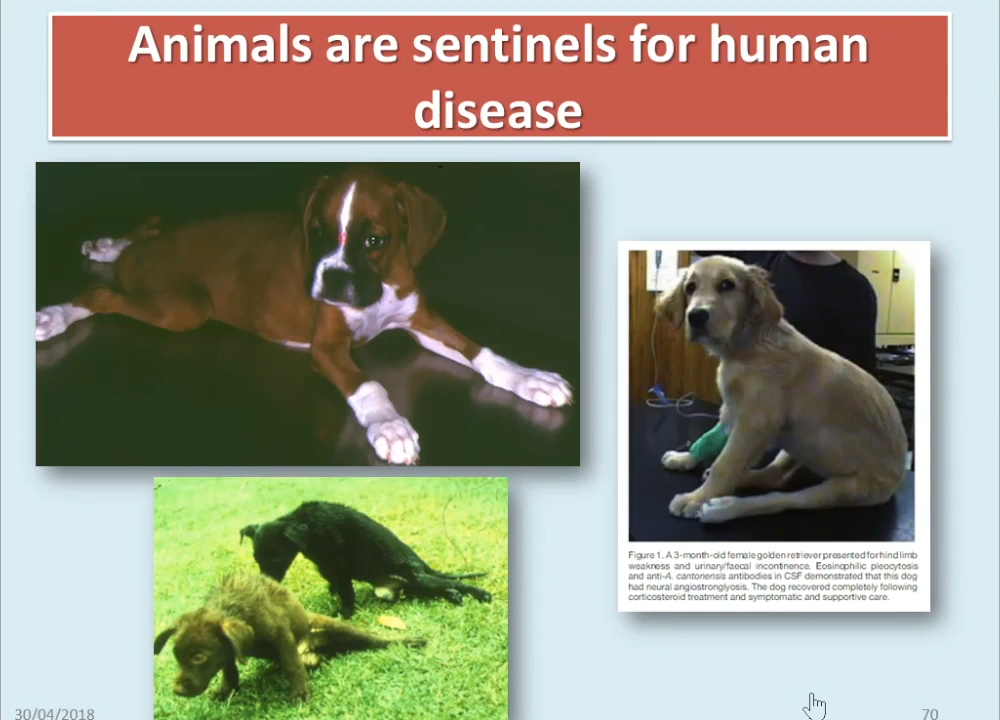 Animals are sentinels for human
disease
Figure 1. A 3-month-old female golden retriever presented for hind limb
weakness and urinary/faecal incontinence. Eosinophilic pleocytosis
and anti-A. cantonensis antibodies in CSF demonstrated that this dog
had neural angiostronglyosis. The dog recovered completely following
corticosteroid treatment and symptomatic and supportive care.
30/04/2018
70